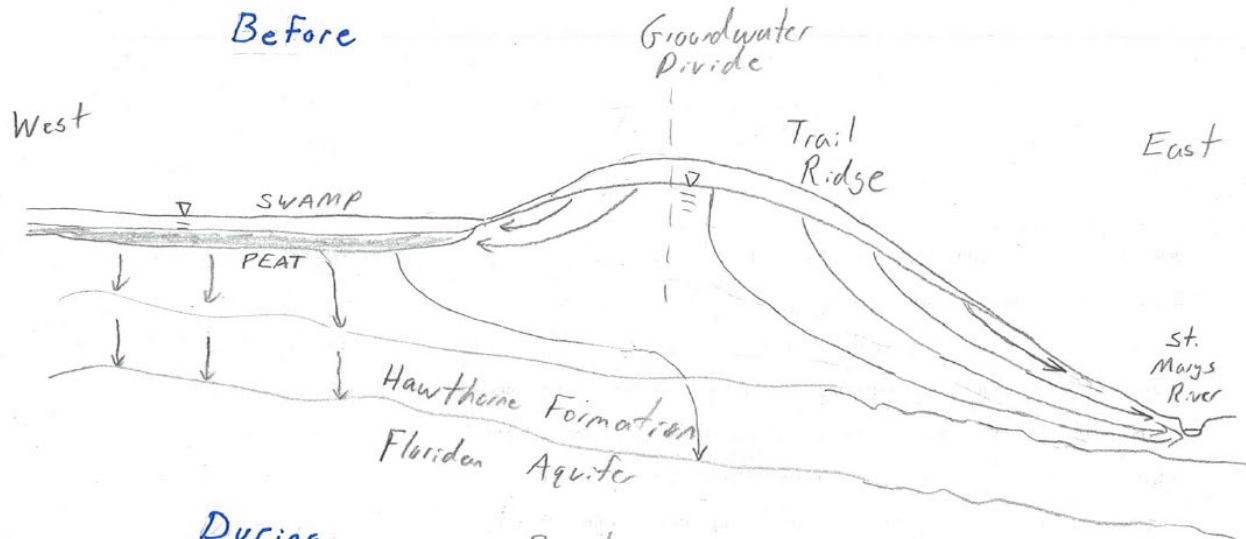 Before
Groundwater
Divide
West
Trail
Ridge
East
SWAMP
PEAT
St.
Marys
River
Hawthorne Formation
Floridan Aquifer
During